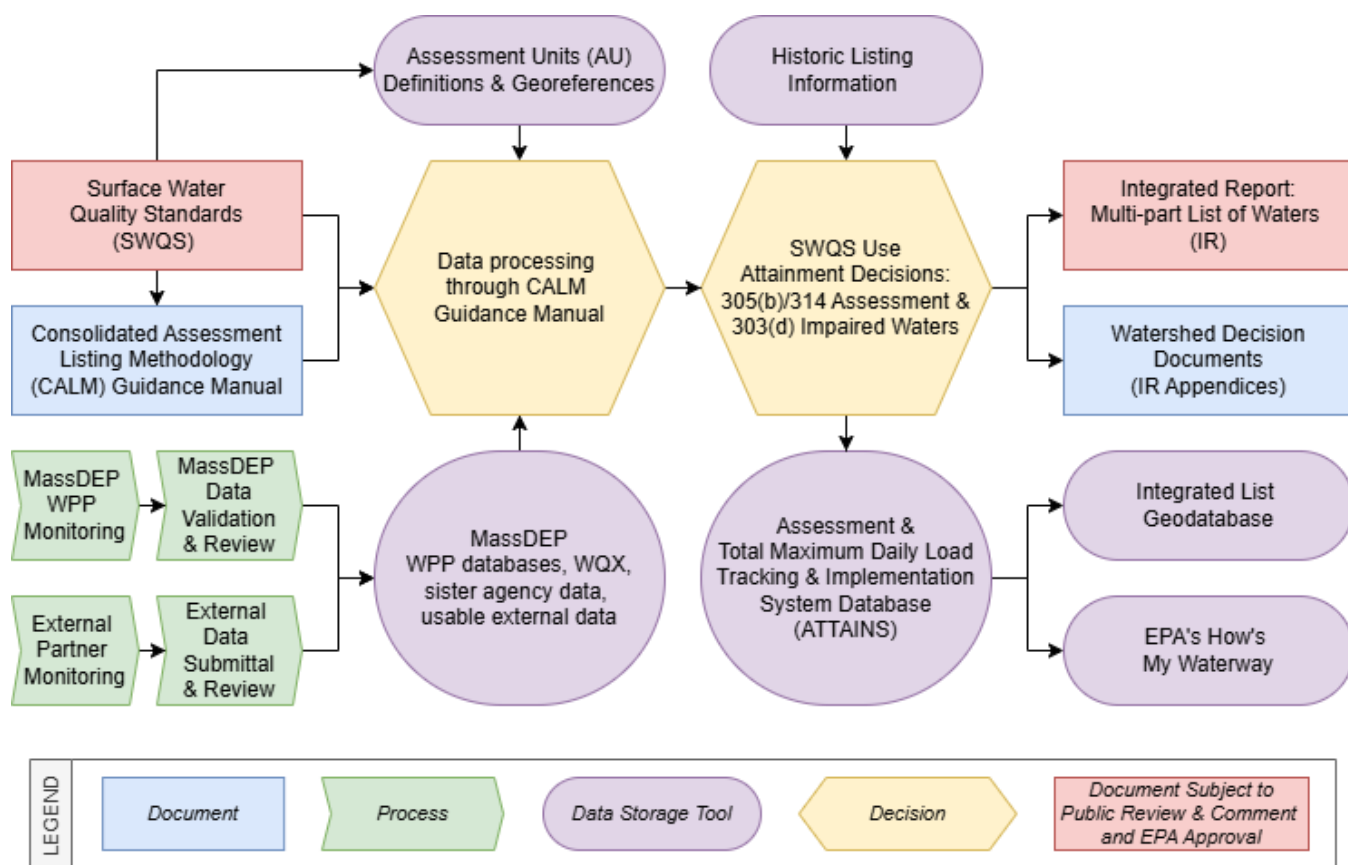 Assessment Units (AU)
Definitions & Georeferences
Historic Listing
Information
Surface Water
Quality Standards
(SWQS)
Data processing
through CALM
Guidance Manual
SWQS Use
Attainment Decisions:
305(b)/314 Assessment &
303(d) Impaired Waters
Integrated Report:
Multi-part List of Waters
(IR)
Consolidated Assessment
Listing Methodology
(CALM) Guidance Manual
Watershed Decision
Documents
(IR Appendices)
MassDEP
WPP
Monitoring
MassDEP
Data
Validation
& Review
MassDEP
WPP databases, WQX,
sister agency data,
usable external data
Assessment &
Total Maximum Daily Load
Tracking & Implementation
System Database
(ATTAINS)
Integrated List
Geodatabase
External
Partner
Monitoring
External
Data
Submittal
& Review
EPA's How's
My Waterway
LEGEND
Document
Process
Data Storage Tool
Decision
Document Subject to
Public Review & Comment
and EPA Approval